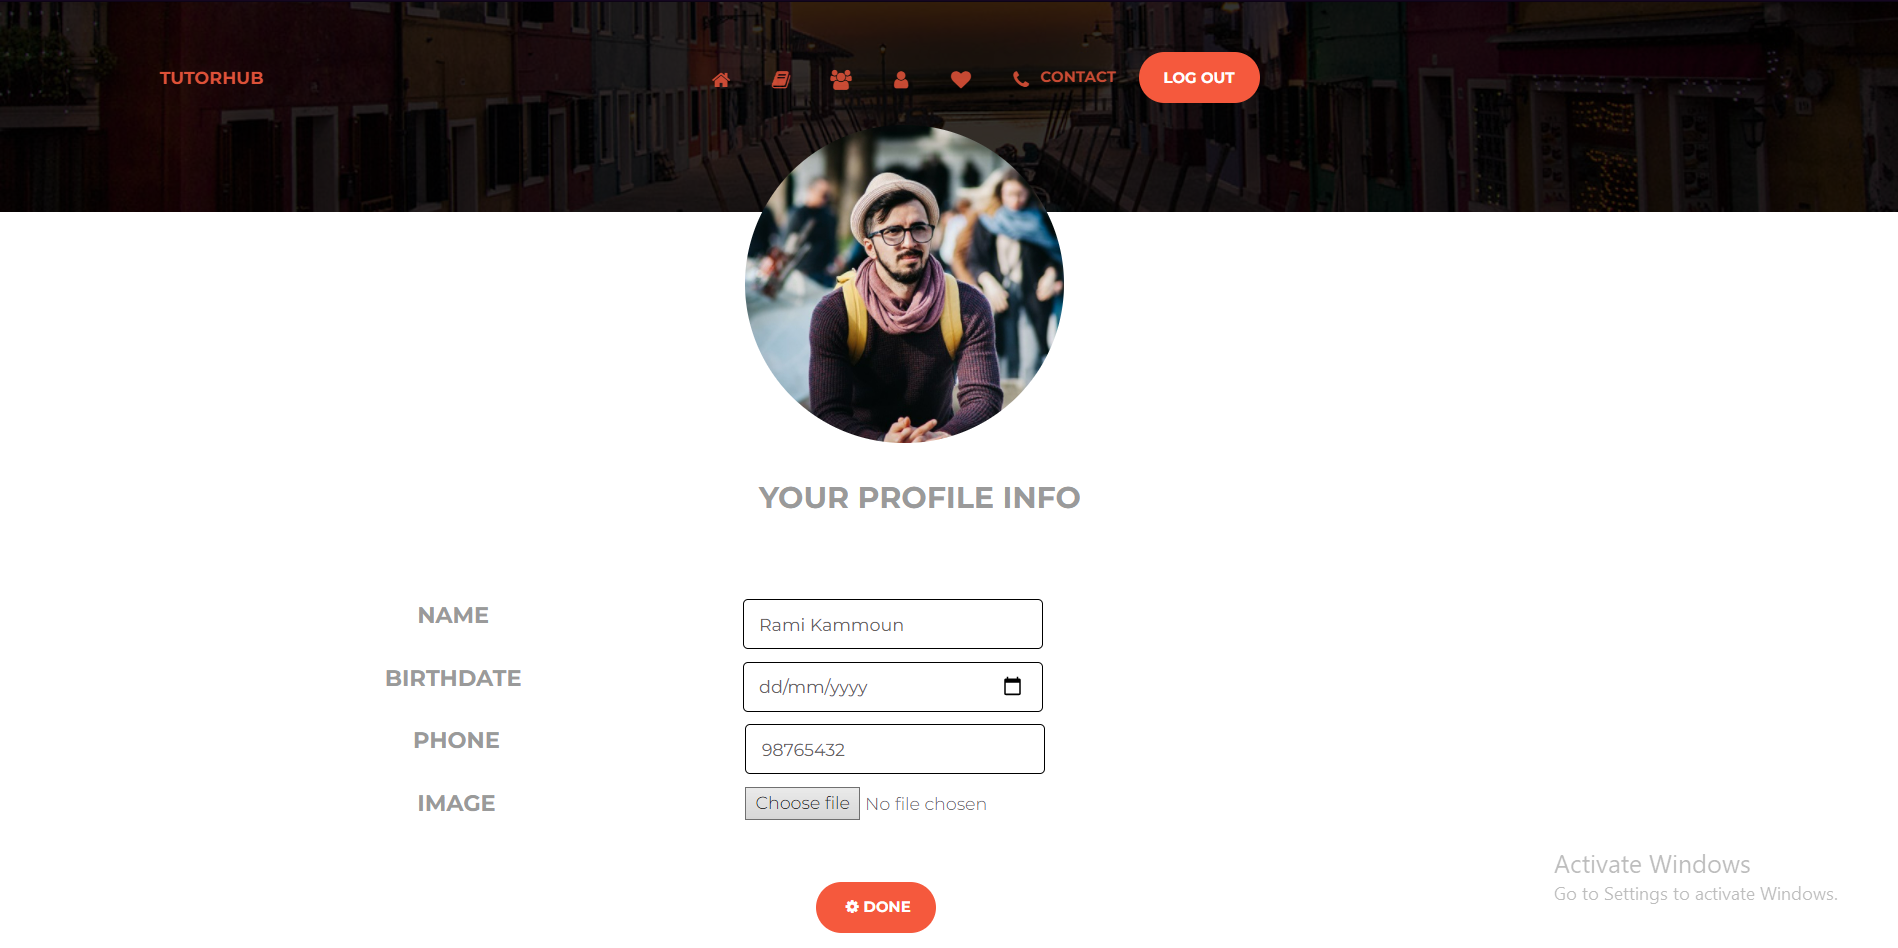 TUTORHUB
CONTACT
LOG OUT
YOUR PROFILE INFO
NAME
Rami Kammoun
BIRTHDATE
dd/mm/yyyy
PHONE
98765432
IMAGE
Choose file No file chosen
DONE
Activate Windows
Go to Settings to activate Windows.